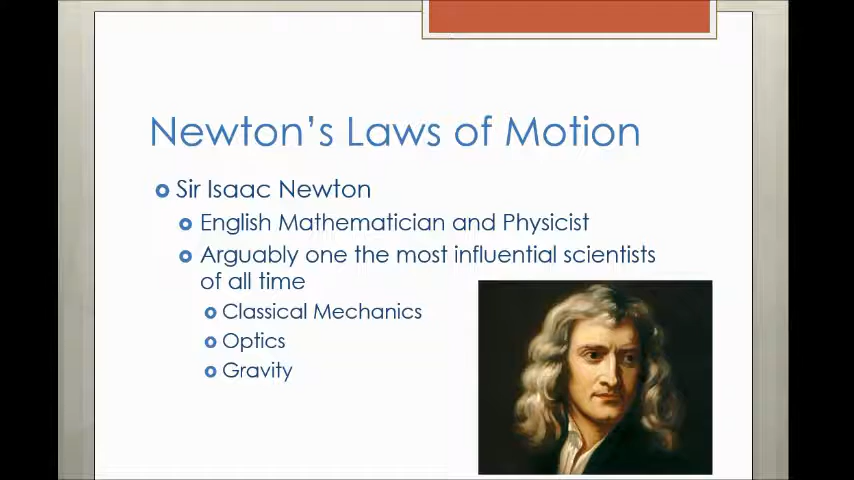 Newton's Laws of Motion
Sir Isaac Newton
English Mathematician and Physicist
Arguably one the most influential scientists
of all time
Classical Mechanics
Optics
Gravity